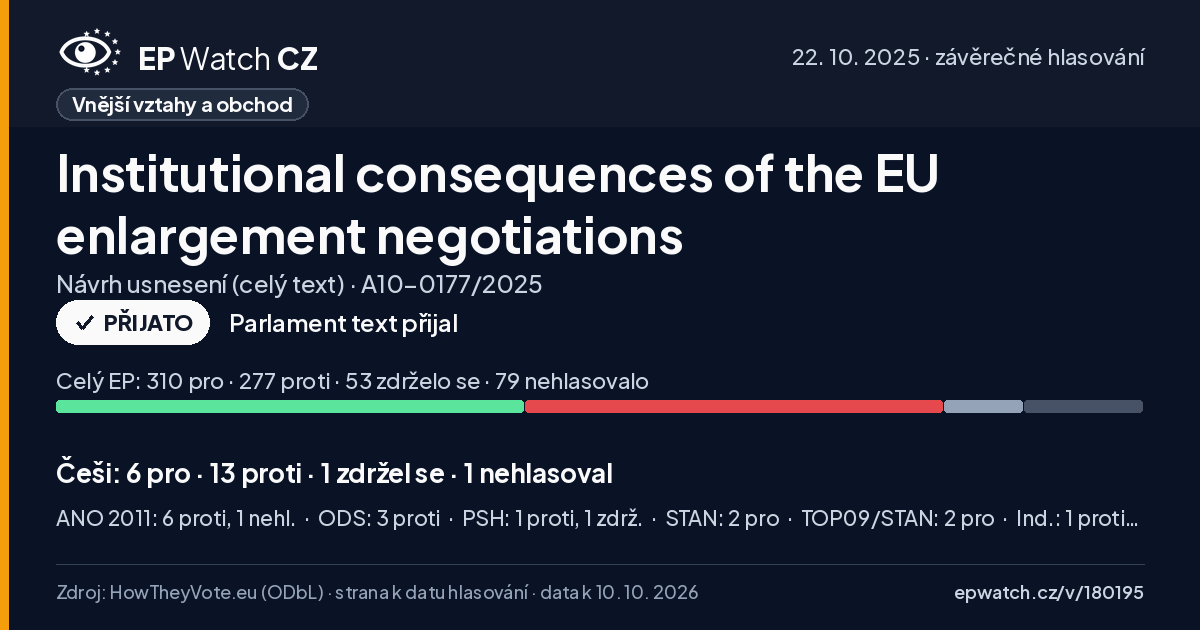 EP Watch CZ
22. 10. 2025 · závěrečné hlasování
Vnější vztahy a obchod
Institutional consequences of the EU
enlargement negotiations
Návrh usnesení (celý text) · A10–0177/2025
✓ PŘIJATO Parlament text přijal
Celý EP: 310 pro · 277 proti · 53 zdrželo se · 79 nehlasovalo
Češi: 6 pro · 13 proti · 1 zdržel se · 1 nehlasoval
ANO 2011: 6 proti, 1 nehl. · ODS: 3 proti · PSH: 1 proti, 1 zdrž. · STAN: 2 pro · TOP09/STAN: 2 pro · Ind.: 1 proti…
Zdroj: HowTheyVote.eu (ODbL) · strana k datu hlasování · data k 10. 10. 2026
epwatch.cz/v/180195